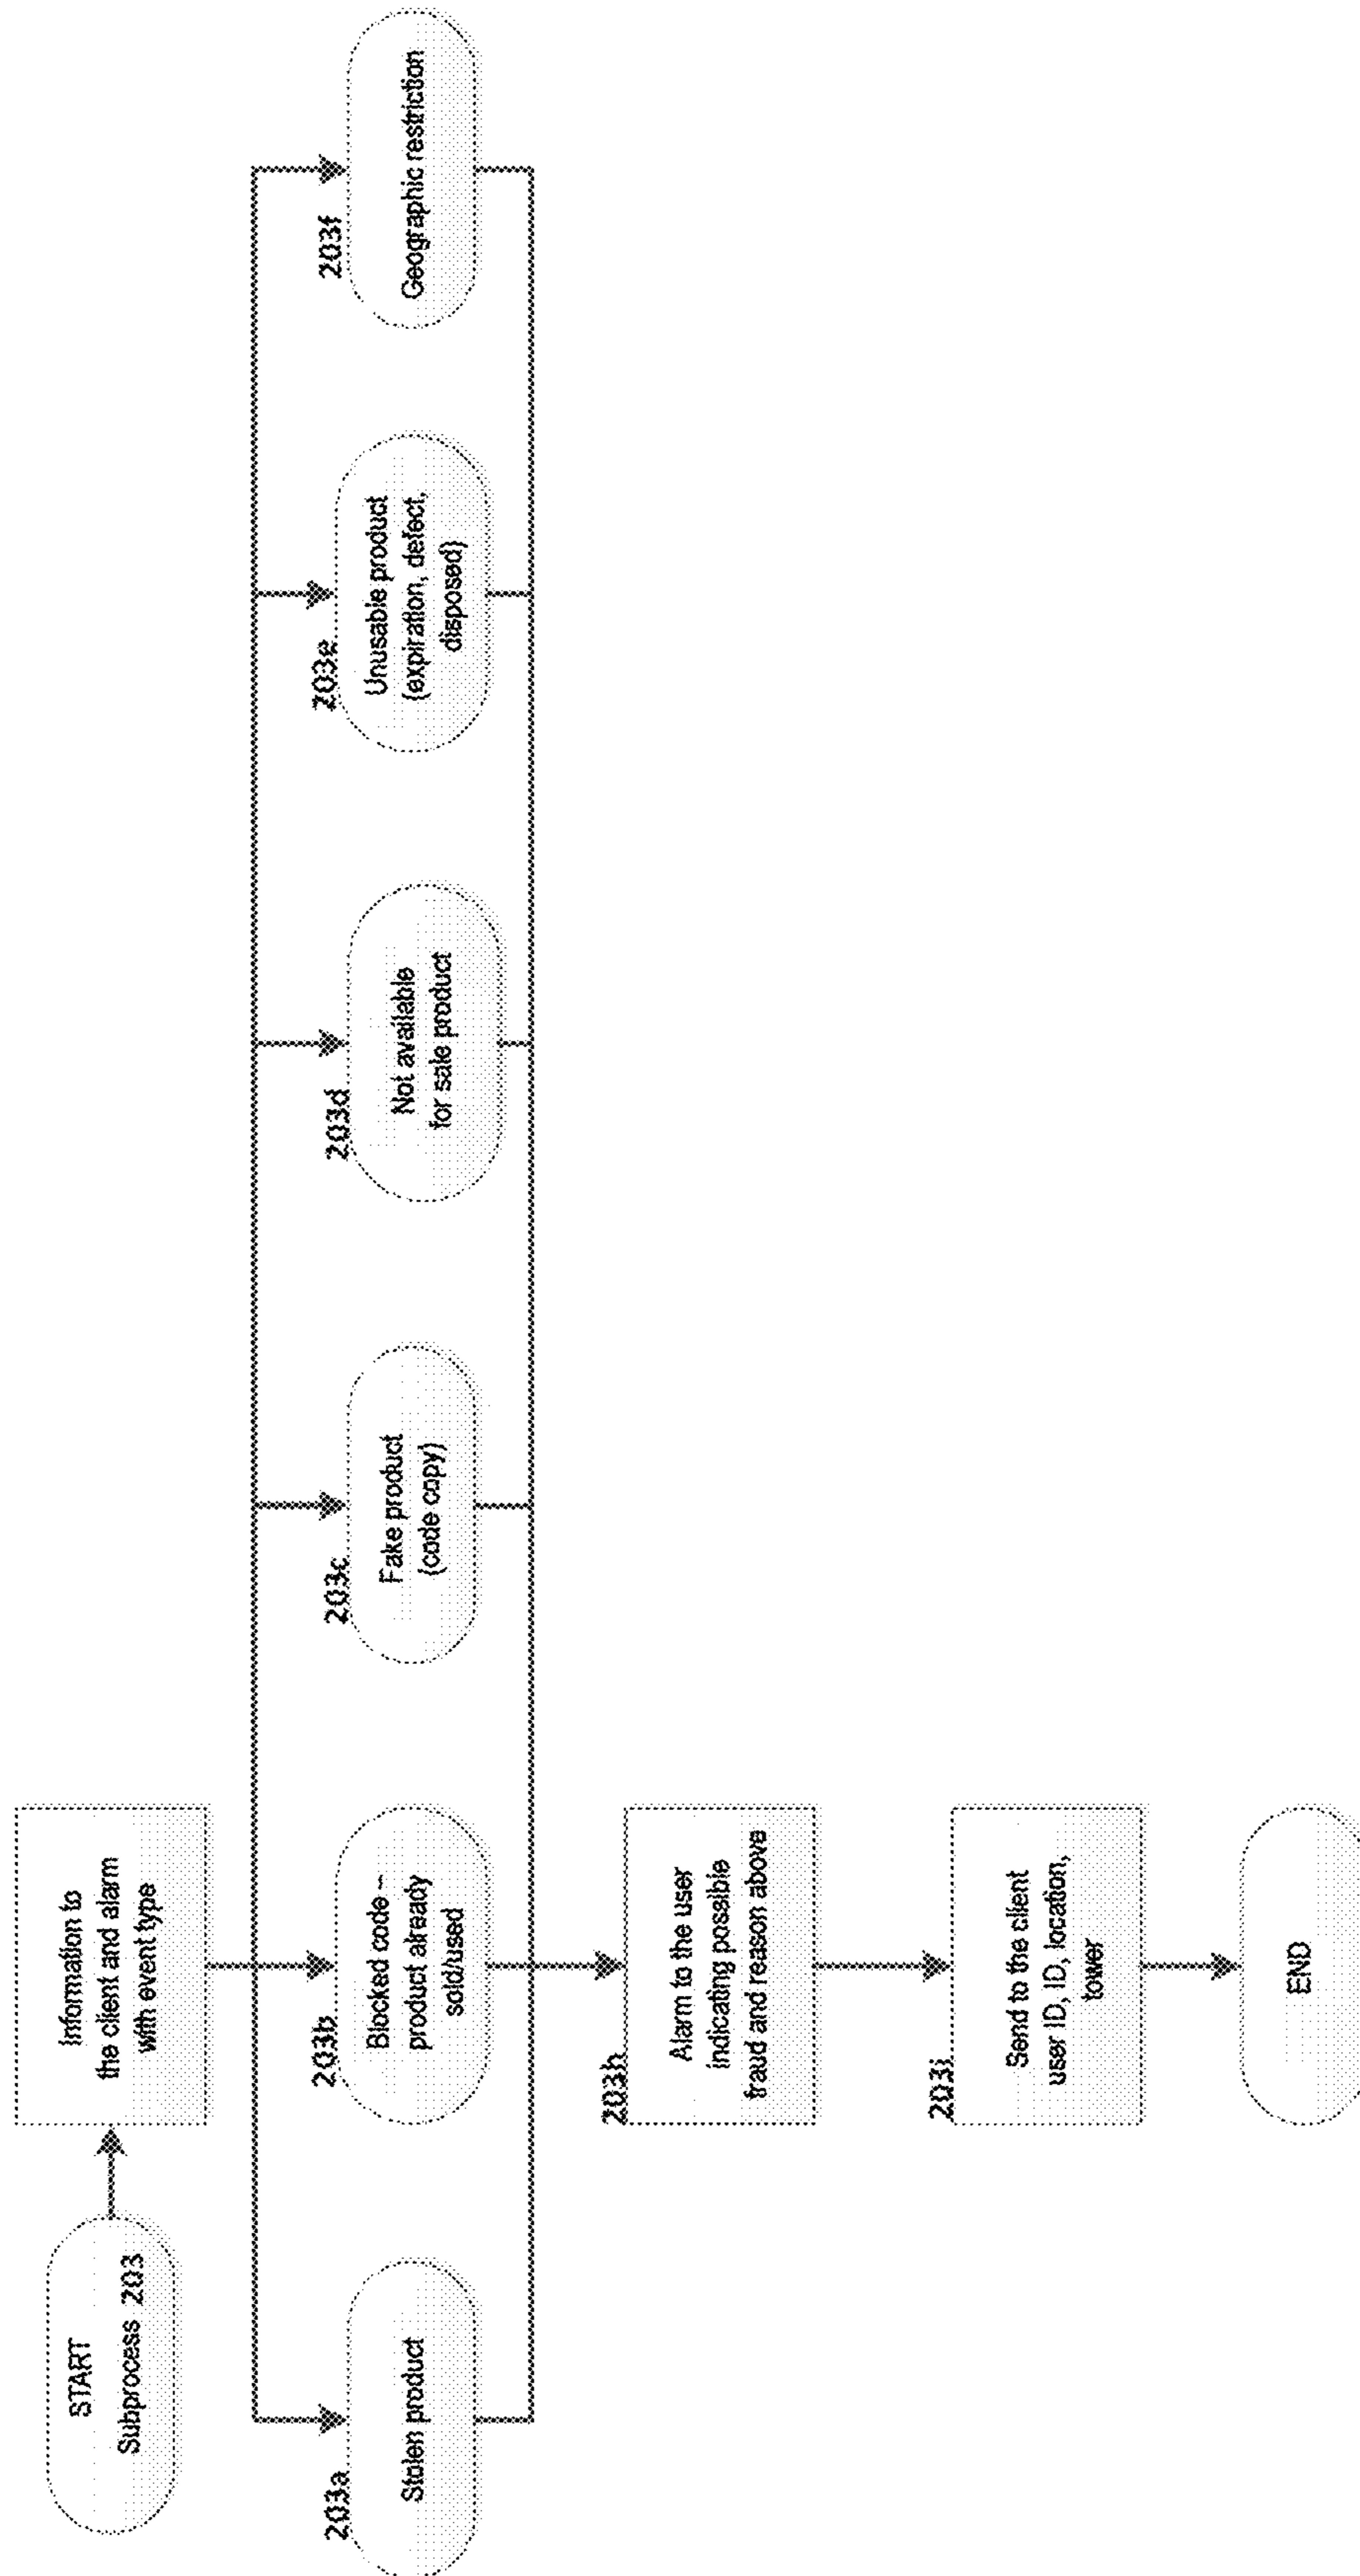 START
Subprocess 203
Information to
the client and alarm
with event type
203a
Stolen product
203b
Blocked code –
product already
sold/used
203c
Fake product
(code copy)
203d
Not available
for sale product
203e
Unusable product
(expiration, defect,
disposed)
203f
Geographic restriction
203h
Alarm to the user
indicating possible
fraud and reason above
203i
Send to the client
user ID, ID, location,
tower
END